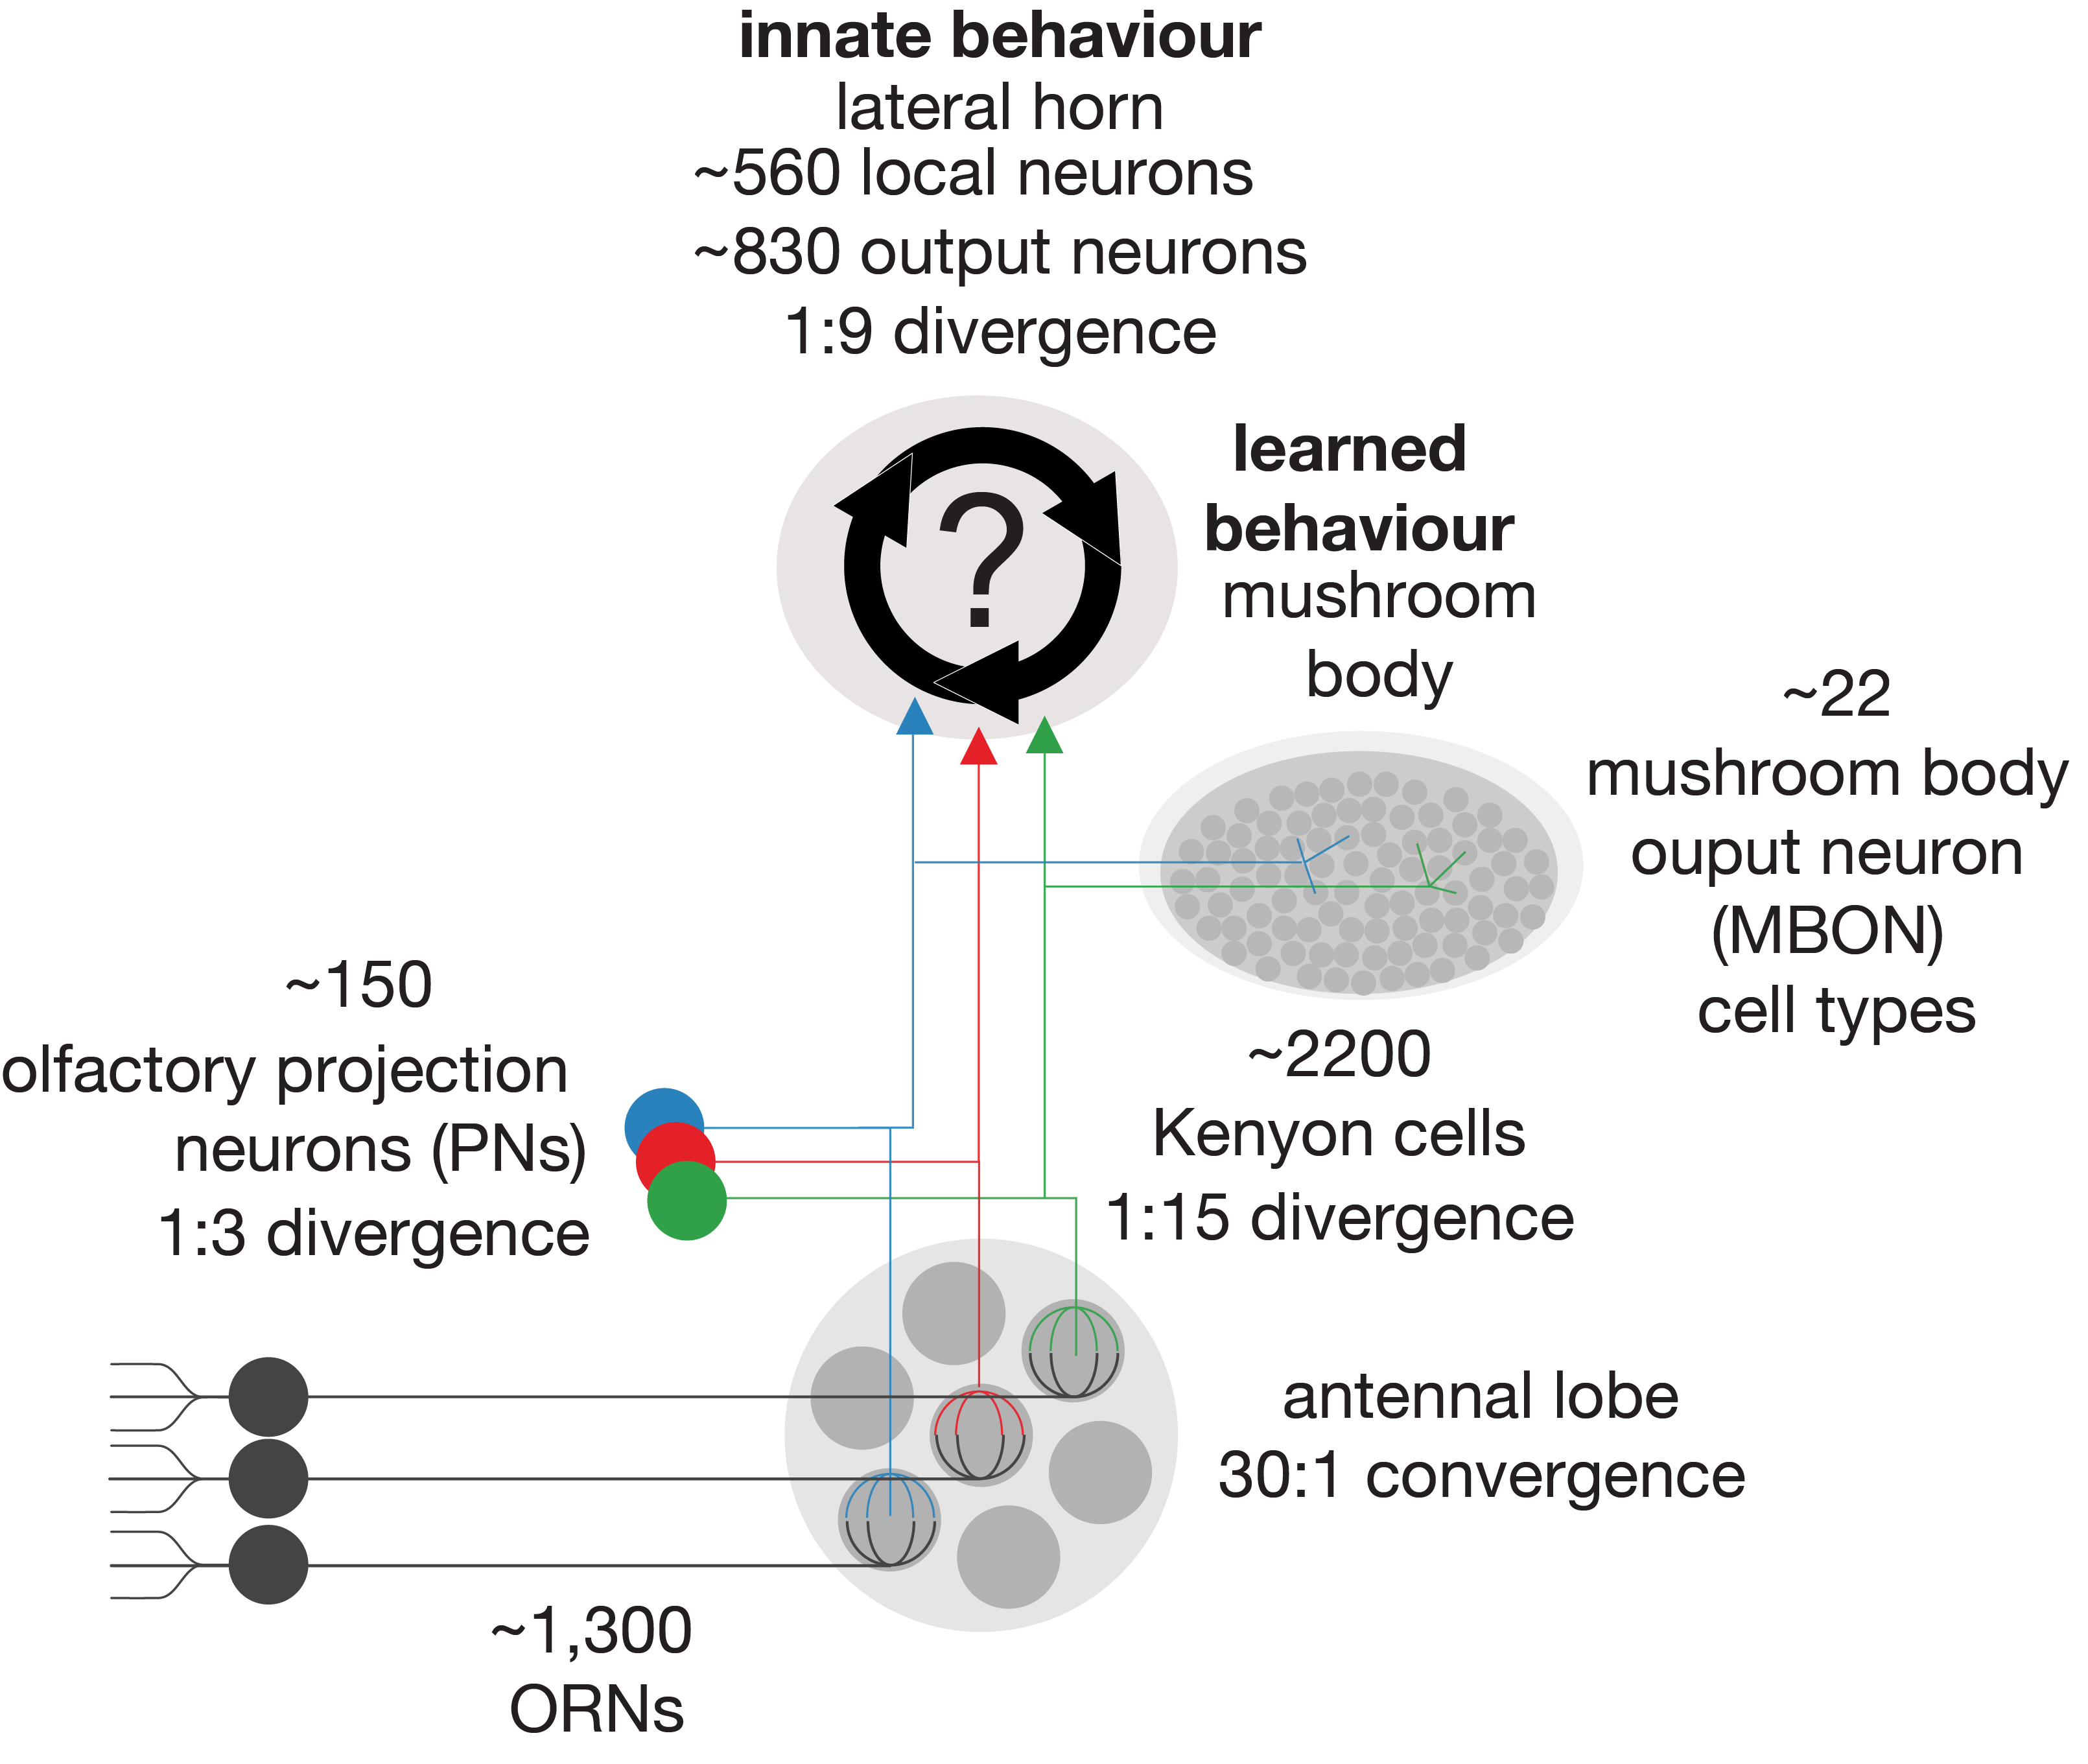 innate behaviour
lateral horn
~560 local neurons
~830 output neurons
1:9 divergence
?
learned
behaviour
mushroom
body
~22
mushroom body
ouput neuron
(MBON)
cell types
~2200
Kenyon cells
1:15 divergence
~150
olfactory projection
neurons (PNs)
1:3 divergence
antennal lobe
30:1 convergence
~1,300
ORNs